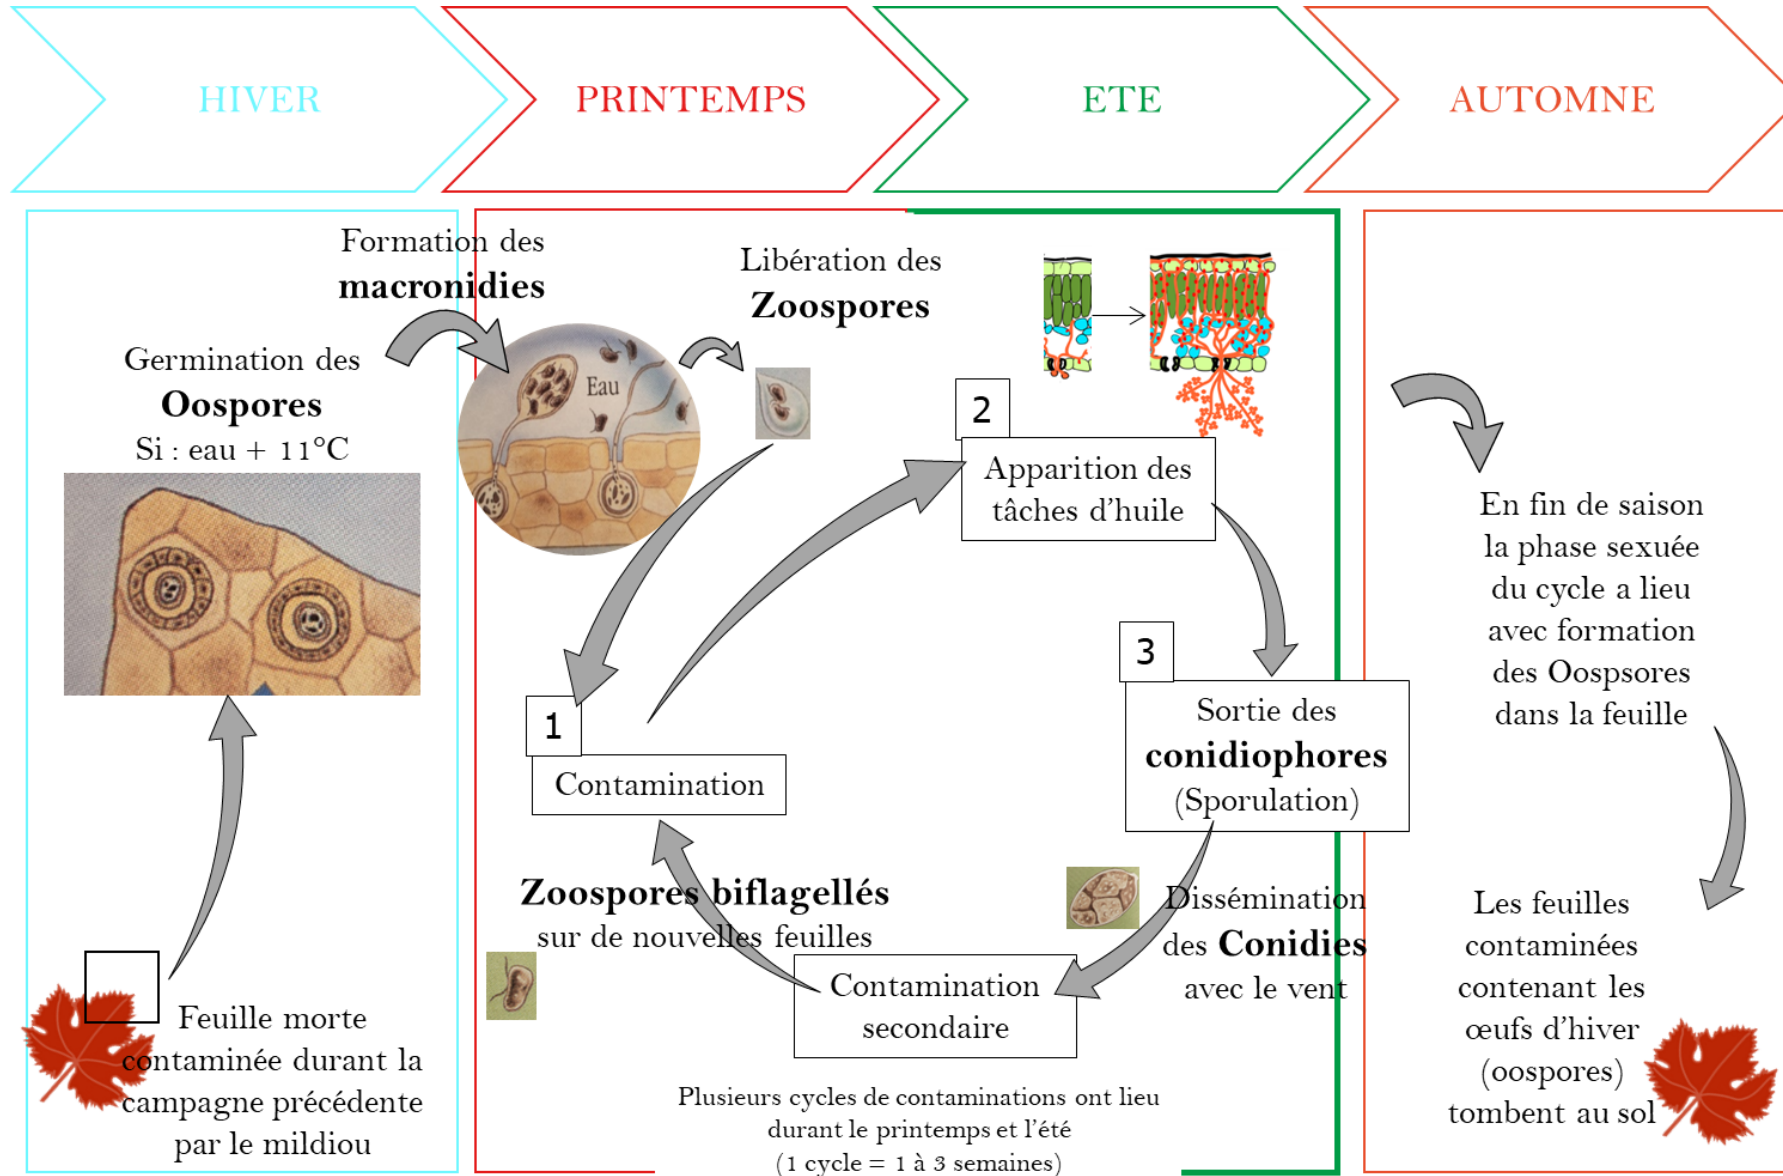 HIVER
PRINTEMPS
ETE
AUTOMNE
Germination des
Oospores
Si : eau + 11°C
Feuille morte
contaminée durant la
campagne précédente
par le mildiou
Formation des
macronidies
Eau
Libération des
Zoospores
1
Contamination
2
Apparition des
tâches d’huile
3
Sortie des
conidiophores
(Sporulation)
Dissémination
des Conidies
avec le vent
Contamination
secondaire
Zoospores biflagellés
sur de nouvelles feuilles
Plusieurs cycles de contaminations ont lieu
durant le printemps et l’été
(1 cycle = 1 à 3 semaines)
En fin de saison
la phase sexuée
du cycle a lieu
avec formation
des Oospsores
dans la feuille
Les feuilles
contaminées
contenant les
œufs d’hiver
(oospores)
tombent au sol